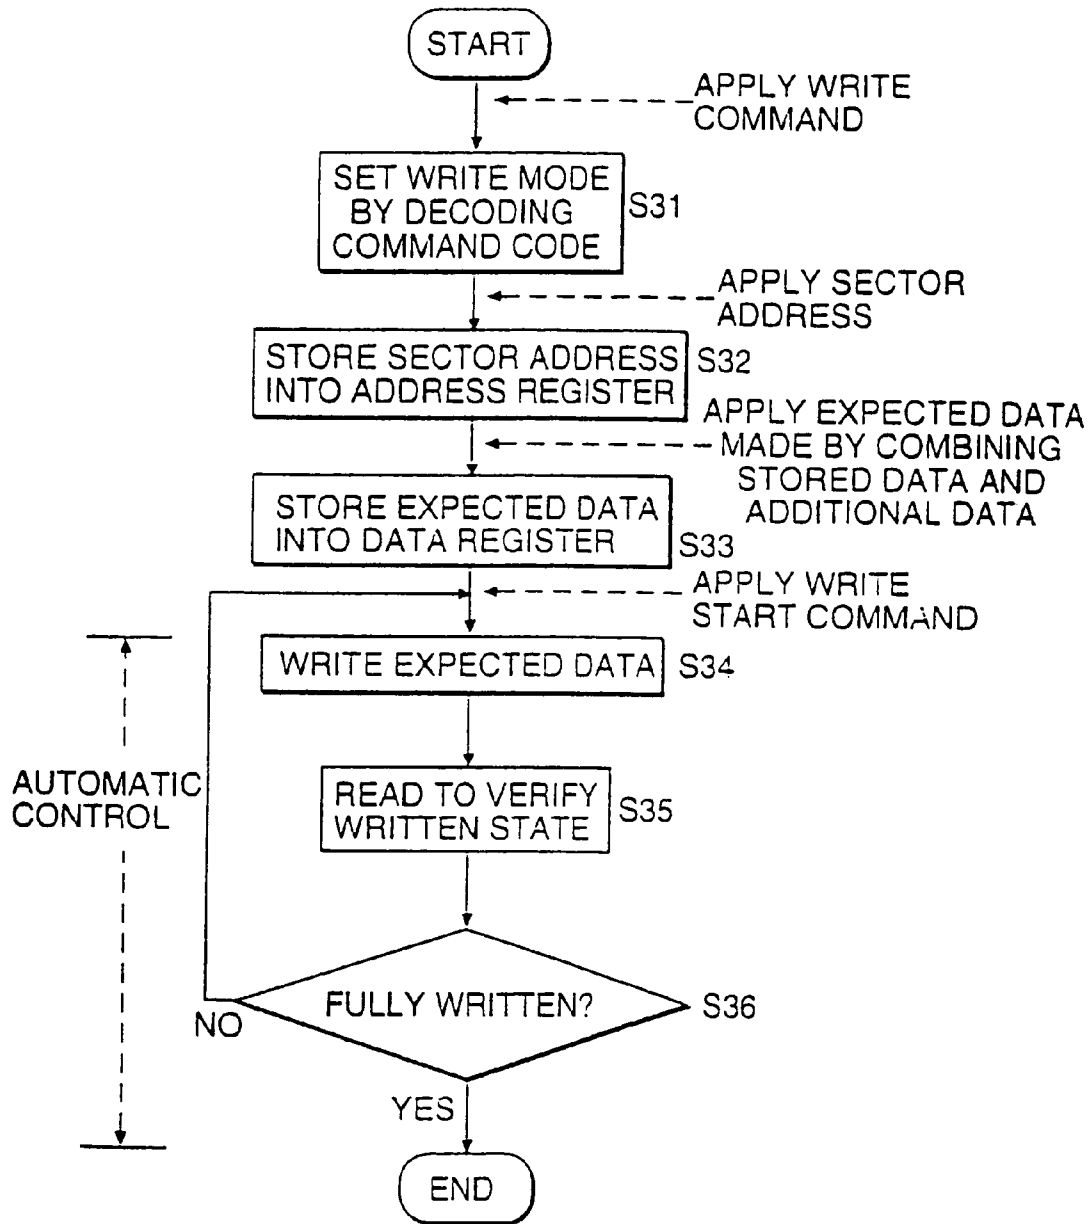 START
APPLY WRITE
COMMAND
SET WRITE MODE
BY DECODING
COMMAND CODE
S31
APPLY SECTOR
ADDRESS
STORE SECTOR ADDRESS
INTO ADDRESS REGISTER
S32
APPLY EXPECTED DATA
MADE BY COMBINING
STORED DATA AND
ADDITIONAL DATA
STORE EXPECTED DATA
INTO DATA REGISTER
S33
APPLY WRITE
START COMMAND
WRITE EXPECTED DATA
S34
AUTOMATIC
CONTROL
READ TO VERIFY
WRITTEN STATE
S35
FULLY WRITTEN?
S36
NO
YES
END